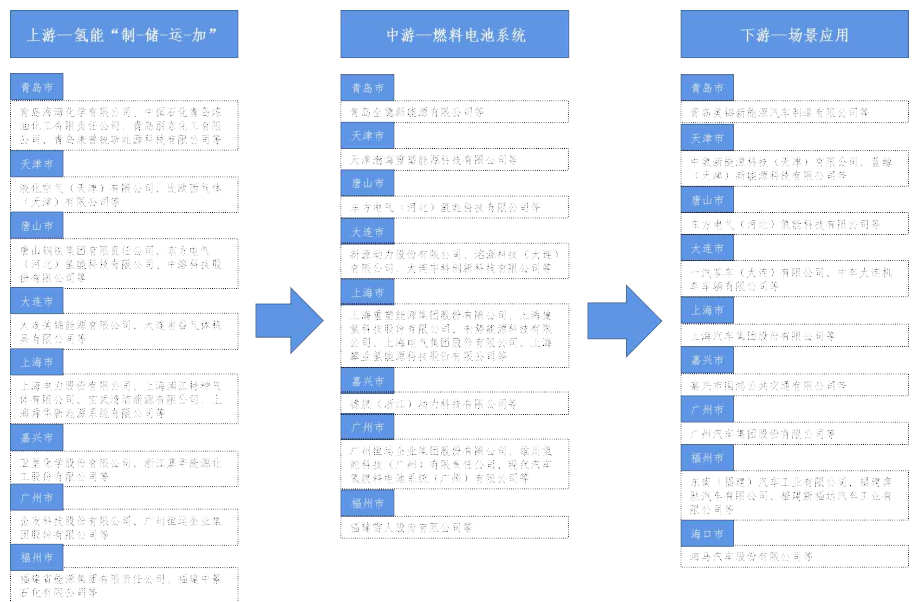 上游—氢能“制-储-运-加”
青岛市
青岛海湾化学有限公司、中国石化青岛炼
油化工有限责任公司、青岛丽东化工有限
公司、青岛康普锐斯能源科技有限公司等
天津市
液化空气（天津）有限公司、比欧西气体
（天津）有限公司等
唐山市
唐山钢铁集团有限责任公司、东方电气
（河北）氢能科技有限公司、中溶科技股
份有限公司等
大连市
大连美锦能源有限公司、大连岩谷气体机
具有限公司等
上海市
上海电力股份有限公司、上海浦江特种气
体有限公司、宝武清洁能源有限公司、上
海舜华新能源系统有限公司等
嘉兴市
卫星化学股份有限公司、浙江嘉华能源化
工股份有限公司等
广州市
金发科技股份有限公司、广州恒运企业集
团股份有限公司等
福州市
福建省能源集团有限责任公司、福建中景
石化有限公司等
中游—燃料电池系统
青岛市
青岛金健新能源有限公司等
天津市
天津渤海重塑能源科技有限公司等
唐山市
东方电气（河北）氢能科技有限公司等
大连市
新源动力股份有限公司、洺源科技（大连）
有限公司、大连华科创新科技有限公司等
上海市
上海重塑能源集团股份有限公司、上海捷
氢科技股份有限公司、未势能源科技有限
公司、上海电气集团股份有限公司、上海
攀业氢能源科技股份有限公司等
嘉兴市
德燃（浙江）动力科技有限公司等
广州市
广州恒运企业集团股份有限公司、雄川氢
能科技（广州）有限责任公司、现代汽车
氢燃料电池系统（广州）有限公司等
福州市
福建雪人股份有限公司等
下游—场景应用
青岛市
青岛美锦新能源汽车制造有限公司等
天津市
中氢新能源科技（天津）有限公司、氢蜂
（天津）新能源科技有限公司等
唐山市
东方电气（河北）氢能科技有限公司等
大连市
一汽客车（大连）有限公司、中车大连机
车车辆有限公司等
上海市
上海汽车集团股份有限公司等
嘉兴市
嘉兴市国鸿公共交通有限公司等
广州市
广州汽车集团股份有限公司等
福州市
东南（福建）汽车工业有限公司、福建奔
驰汽车有限公司、福建新福达汽车工业有
限公司等
海口市
海马汽车股份有限公司等